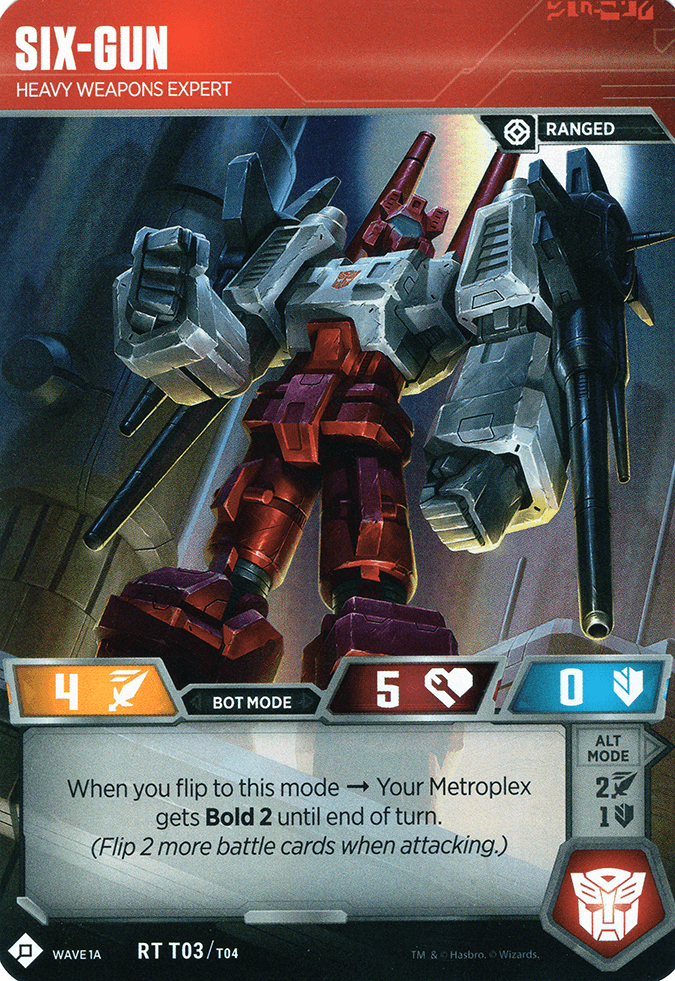 SIX-GUN
HEAVY WEAPONS EXPERT
RANGED
4
BOT MODE
5
0
When you flip to this mode → Your Metroplex
gets Bold 2 until end of turn.
(Flip 2 more battle cards when attacking.)
ALT
MODE
2
1
WAVE 1A
RT T03/T04
TM & © Hasbro. © Wizards.